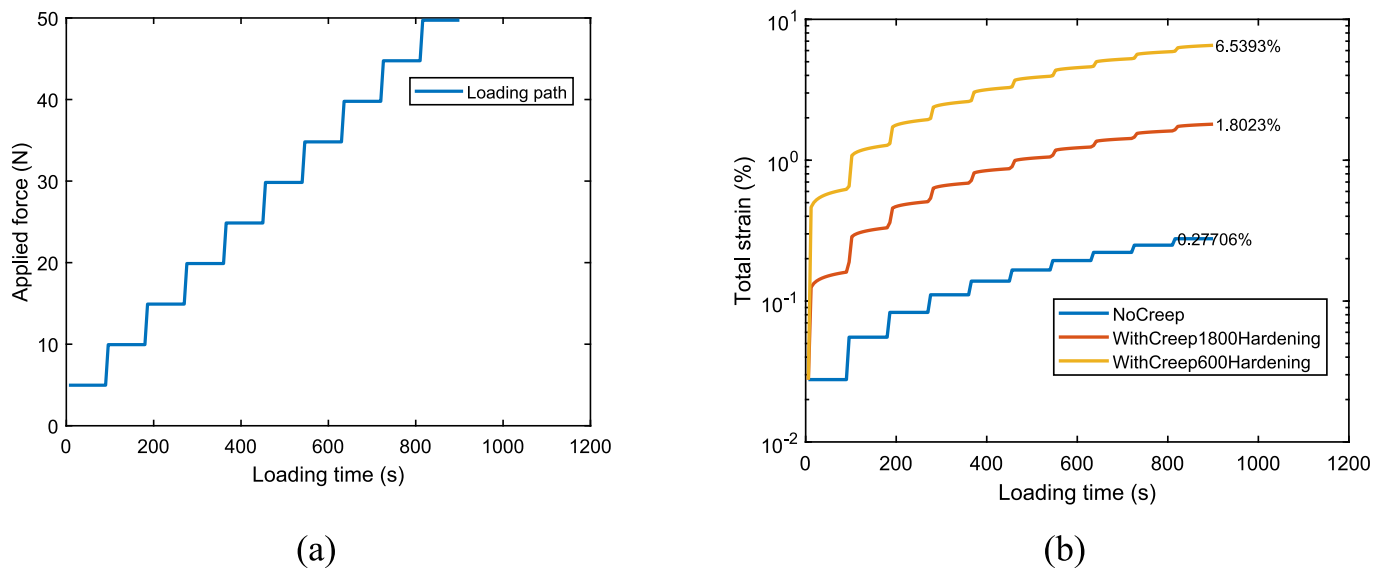 50
40
30
20
10
0
Applied force (N)
Loading path
0 200 400 600 800 1000 1200
Loading time (s)
(a)
10^1
10^0
10^-1
10^-2
Total strain (%)
6.5393%
1.8023%
0.27706%
NoCreep
WithCreep1800Hardening
WithCreep600Hardening
0 200 400 600 800 1000 1200
Loading time (s)
(b)